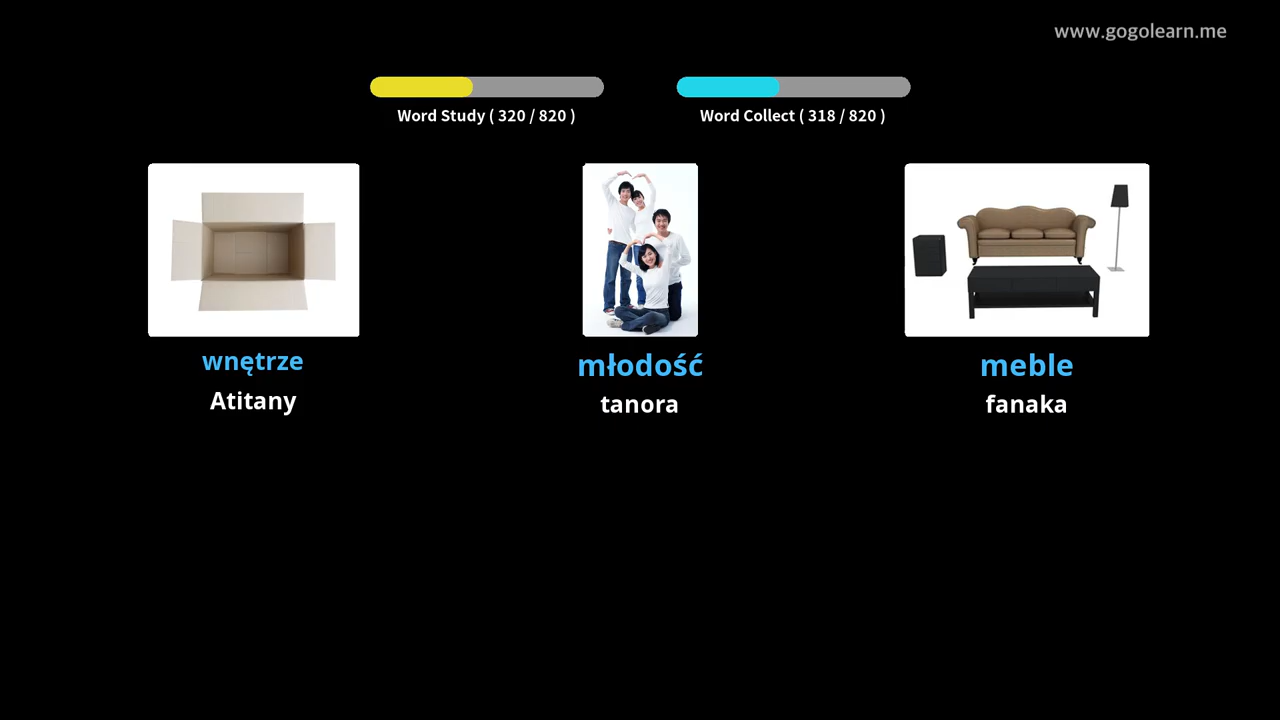 www.gogolearn.me
Word Study ( 320 / 820 )
Word Collect ( 318 / 820 )
wnętrze
Atitany
młodość
tanora
meble
fanaka